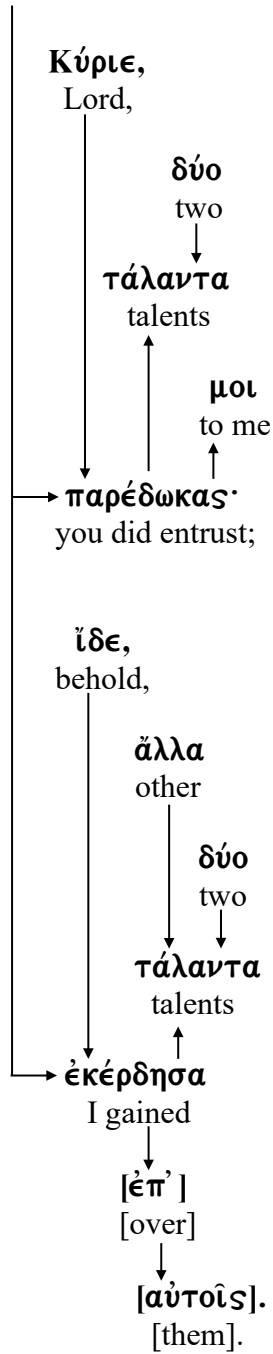 Κύριε,
Lord,
δύο
two
τάλαντα
talents
μοι
to me
παρέδωκας·
you did entrust;
ἴδε,
behold,
ἄλλα
other
δύο
two
τάλαντα
talents
ἐκέρδησα
I gained
[ἐπ’ ]
[over]
[αὐτοῖς].
[them].